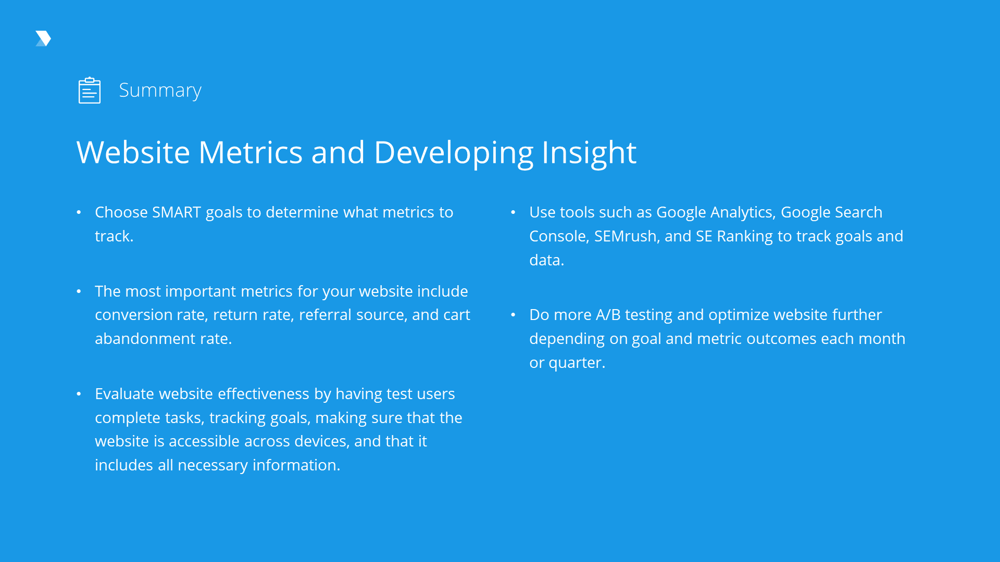 Summary
Website Metrics and Developing Insight
• Choose SMART goals to determine what metrics to
track.
• The most important metrics for your website include
conversion rate, return rate, referral source, and cart
abandonment rate.
• Evaluate website effectiveness by having test users
complete tasks, tracking goals, making sure that the
website is accessible across devices, and that it
includes all necessary information.
• Use tools such as Google Analytics, Google Search
Console, SEMrush, and SE Ranking to track goals and
data.
• Do more A/B testing and optimize website further
depending on goal and metric outcomes each month
or quarter.